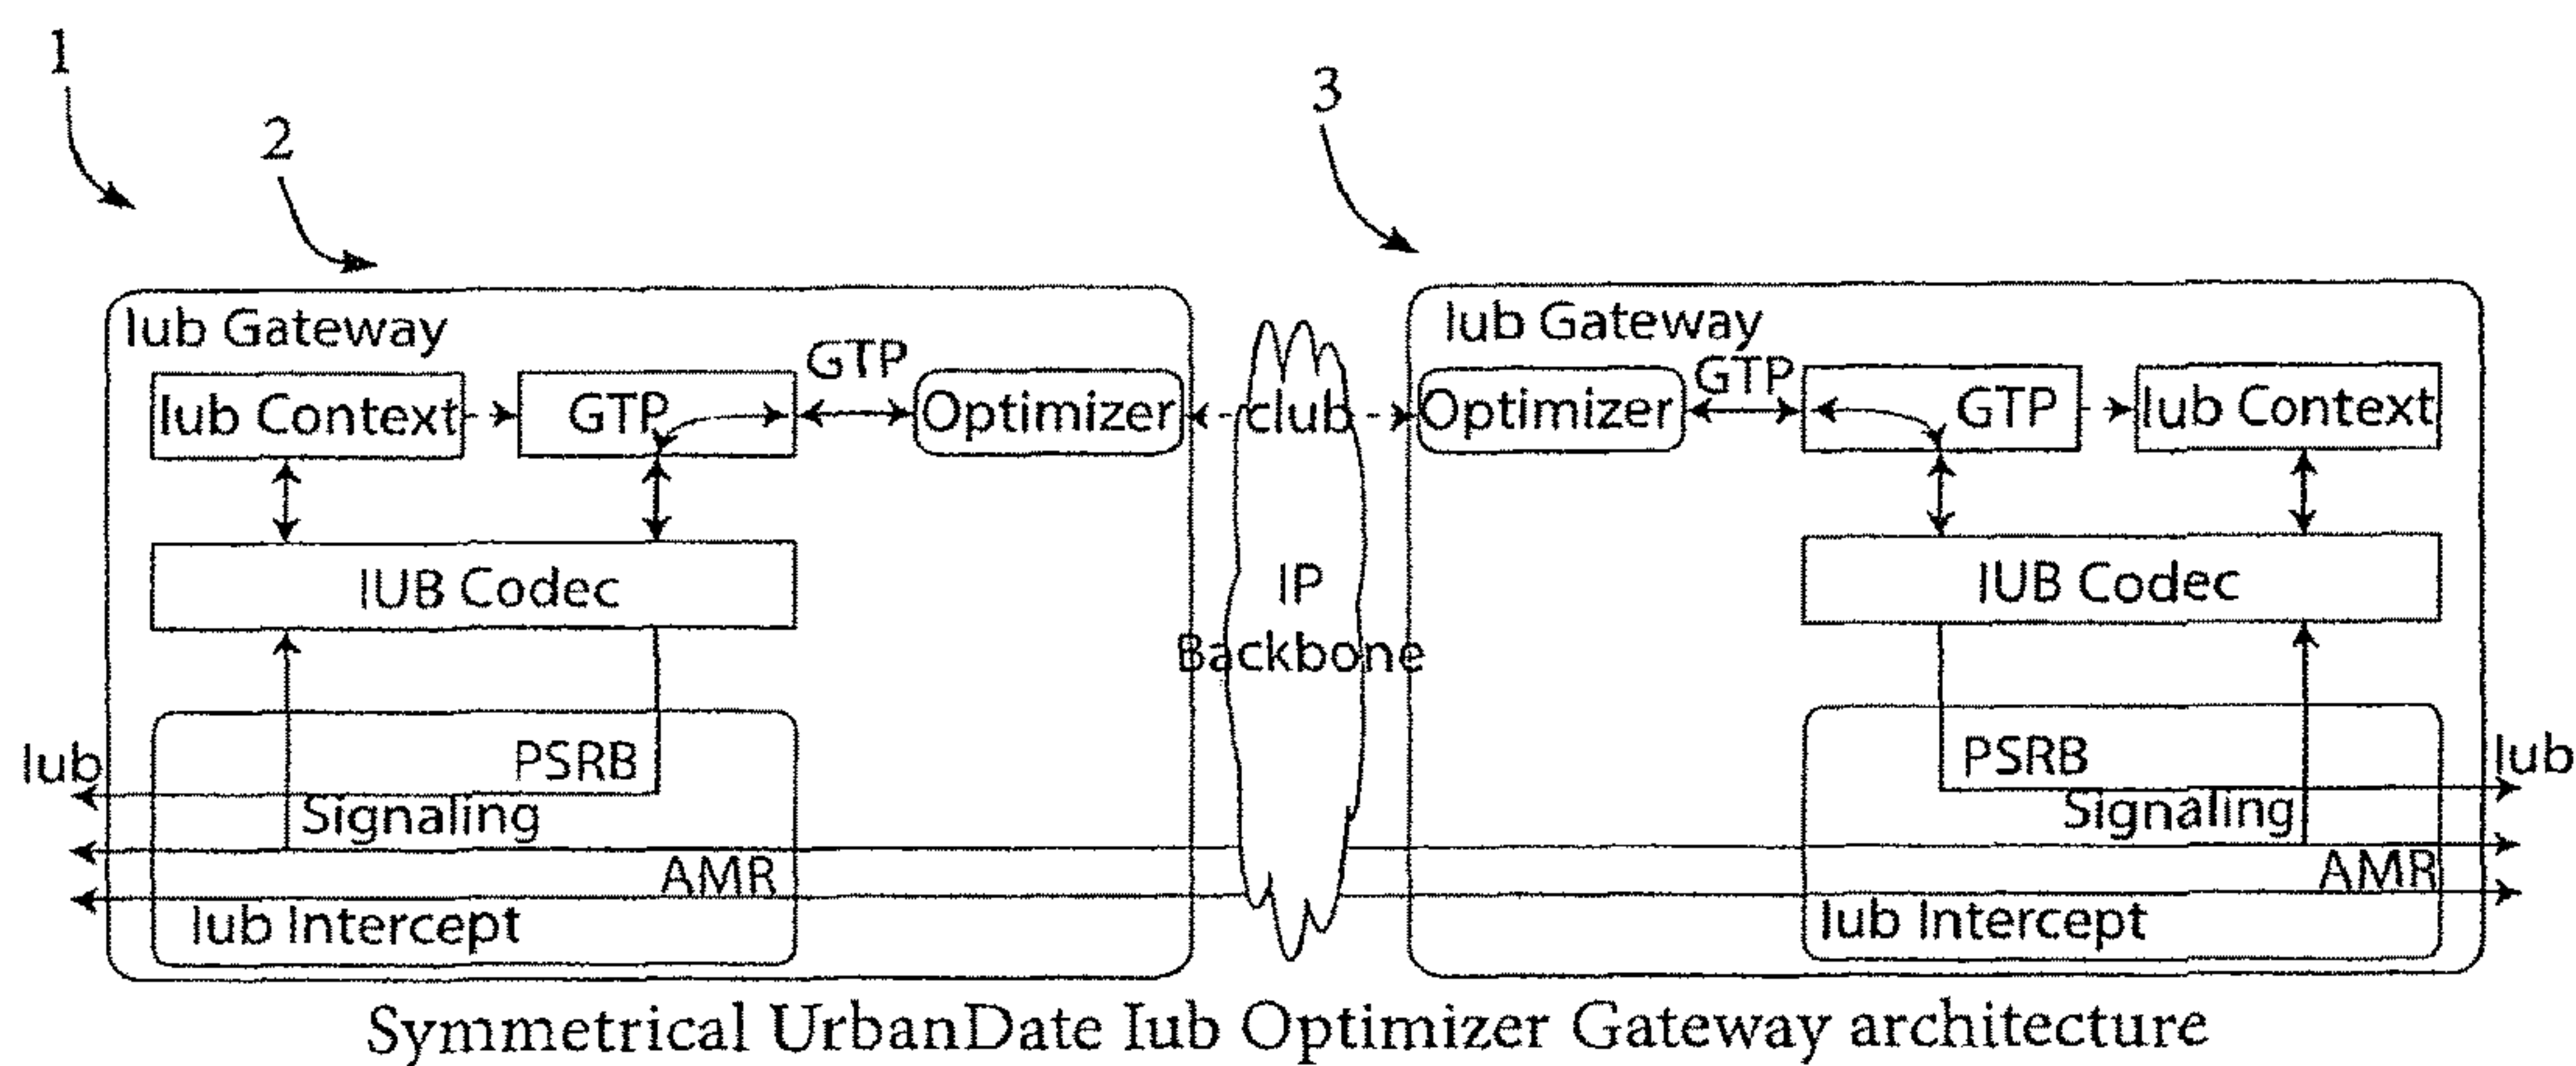 1
2
3
Iub Gateway
Iub Context
GTP
GTP
Optimizer
club
IP
Backbone
IUB Codec
PSRB
Iub
Signaling
AMR
Iub Intercept
Iub Gateway
Optimizer
GTP
GTP
Iub Context
IUB Codec
PSRB
Iub
Signaling
AMR
Iub Intercept
Symmetrical UrbanDate Iub Optimizer Gateway architecture